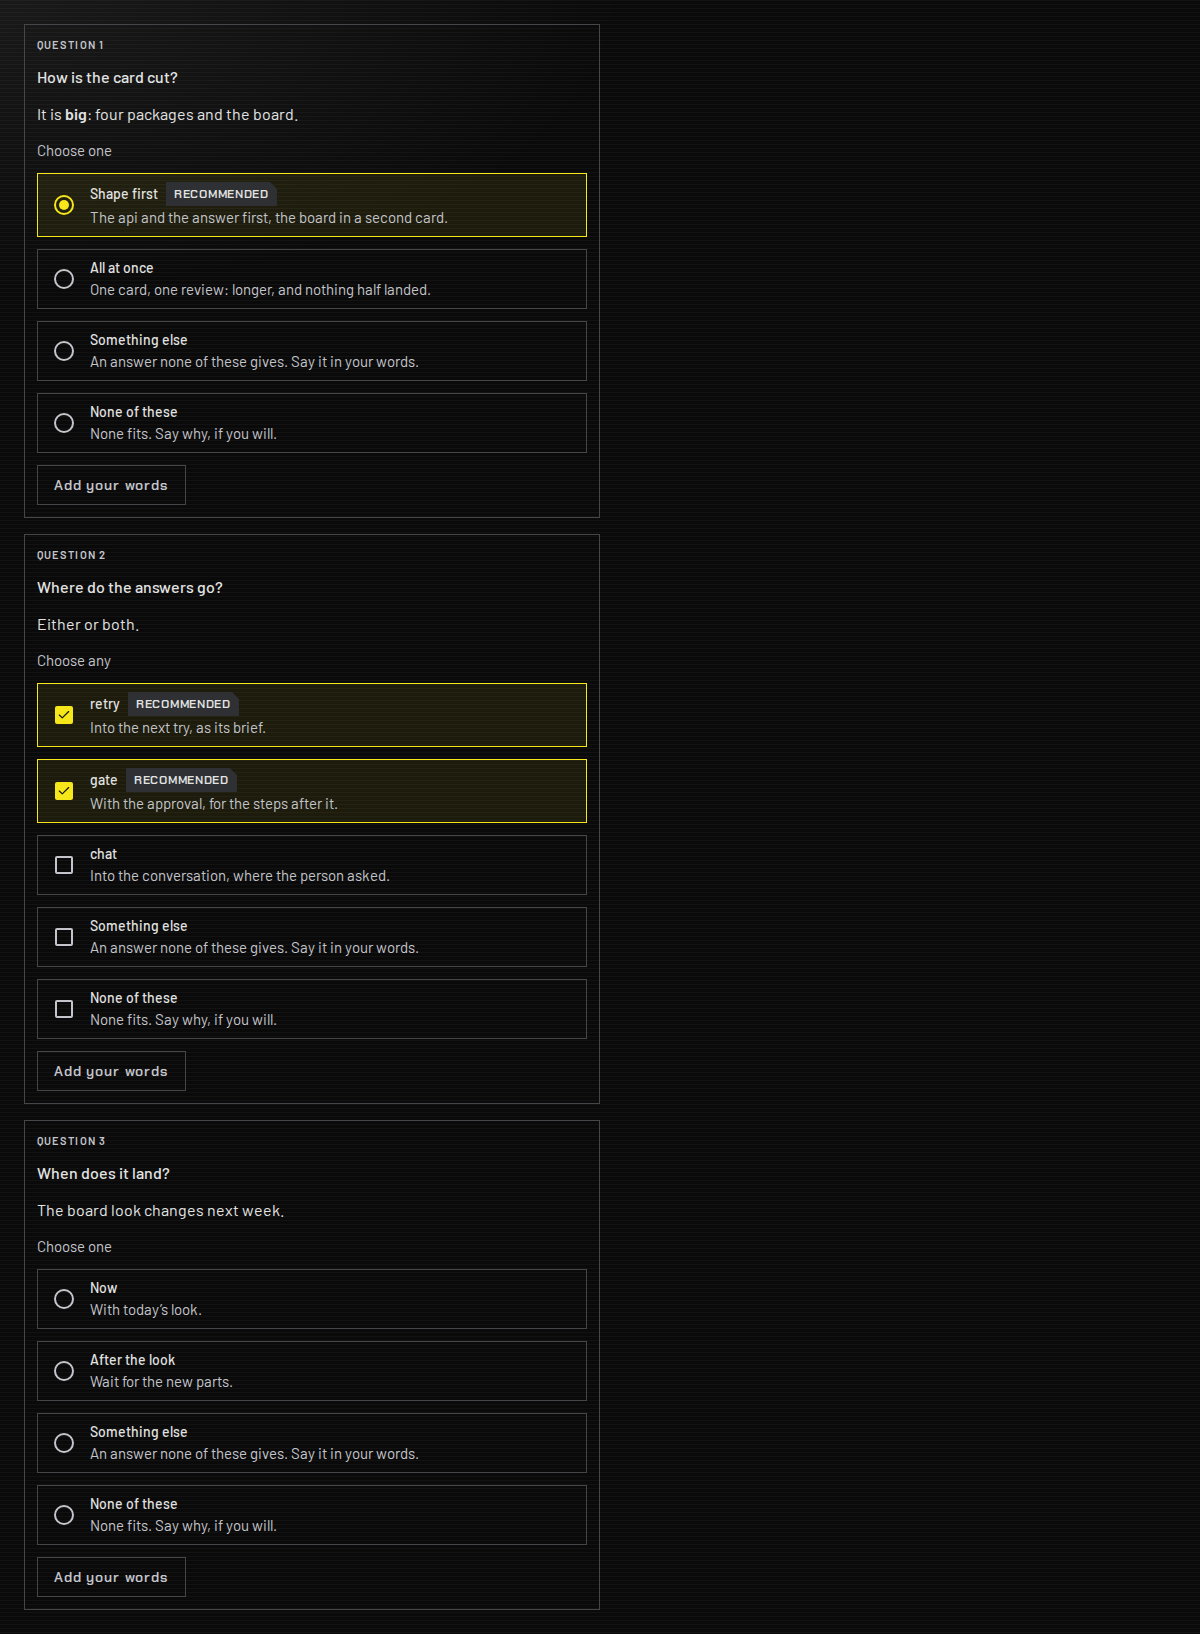 QUESTION 1
How is the card cut?
It is big: four packages and the board.
Choose one
Shape first RECOMMENDED
The api and the answer first, the board in a second card.
All at once
One card, one review: longer, and nothing half landed.
Something else
An answer none of these gives. Say it in your words.
None of these
None fits. Say why, if you will.
Add your words
QUESTION 2
Where do the answers go?
Either or both.
Choose any
retry RECOMMENDED
Into the next try, as its brief.
gate RECOMMENDED
With the approval, for the steps after it.
chat
Into the conversation, where the person asked.
Something else
An answer none of these gives. Say it in your words.
None of these
None fits. Say why, if you will.
Add your words
QUESTION 3
When does it land?
The board look changes next week.
Choose one
Now
With today's look.
After the look
Wait for the new parts.
Something else
An answer none of these gives. Say it in your words.
None of these
None fits. Say why, if you will.
Add your words